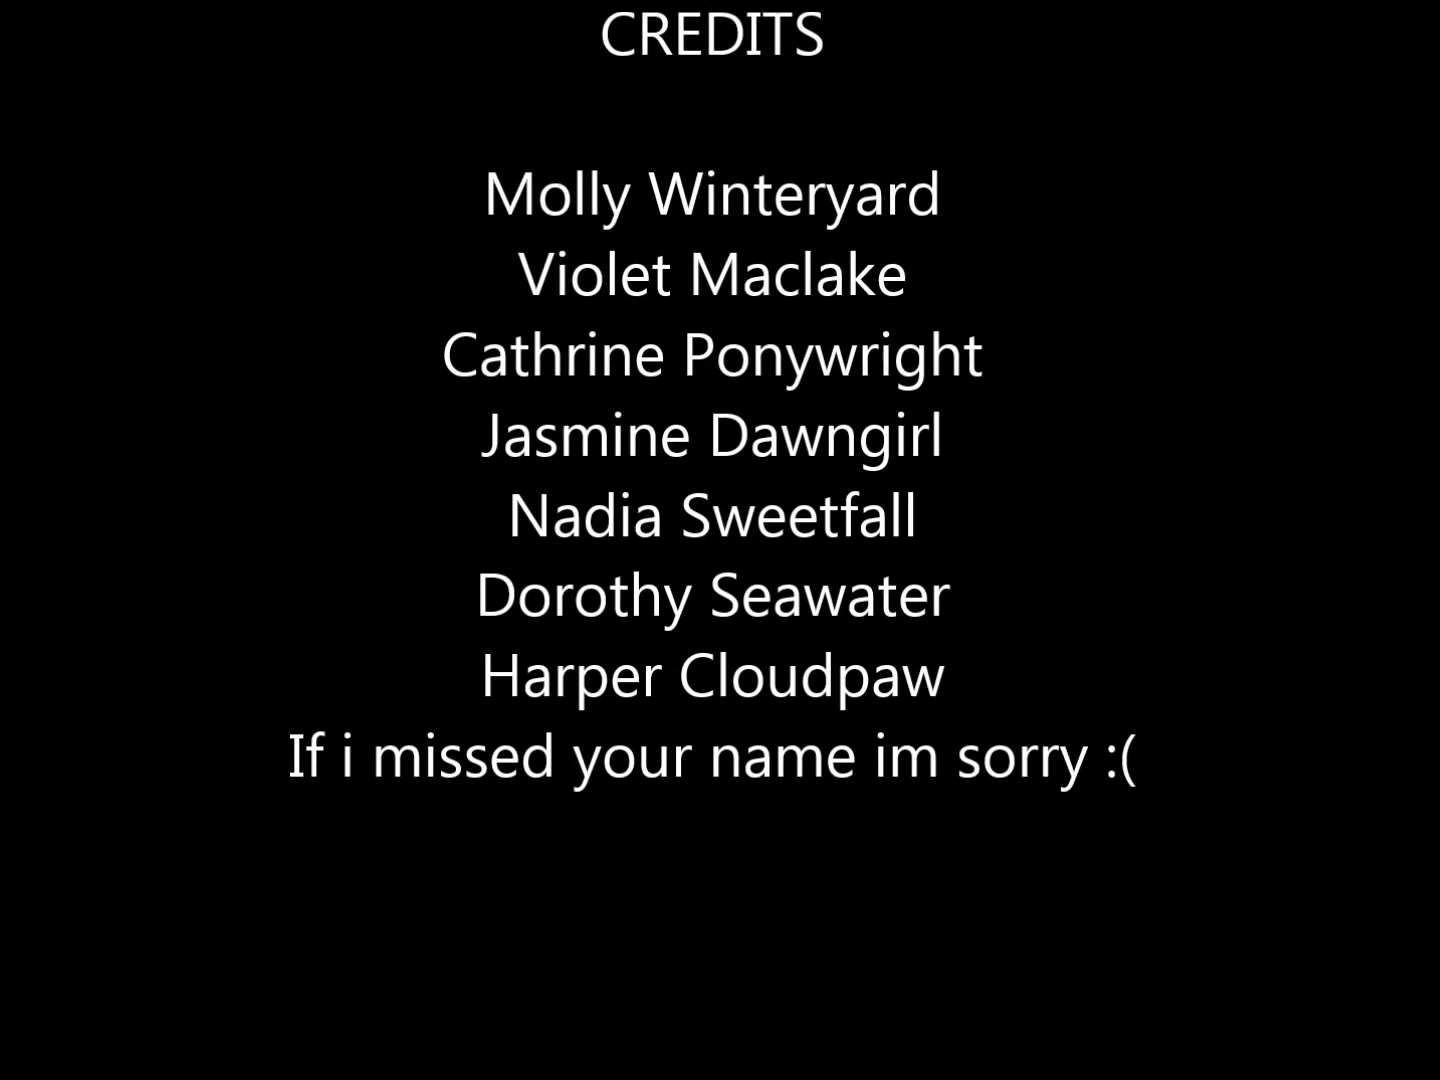 CREDITS
Molly Winteryard
Violet Maclake
Cathrine Ponywright
Jasmine Dawngirl
Nadia Sweetfall
Dorothy Seawater
Harper Cloudpaw
If i missed your name im sorry :(